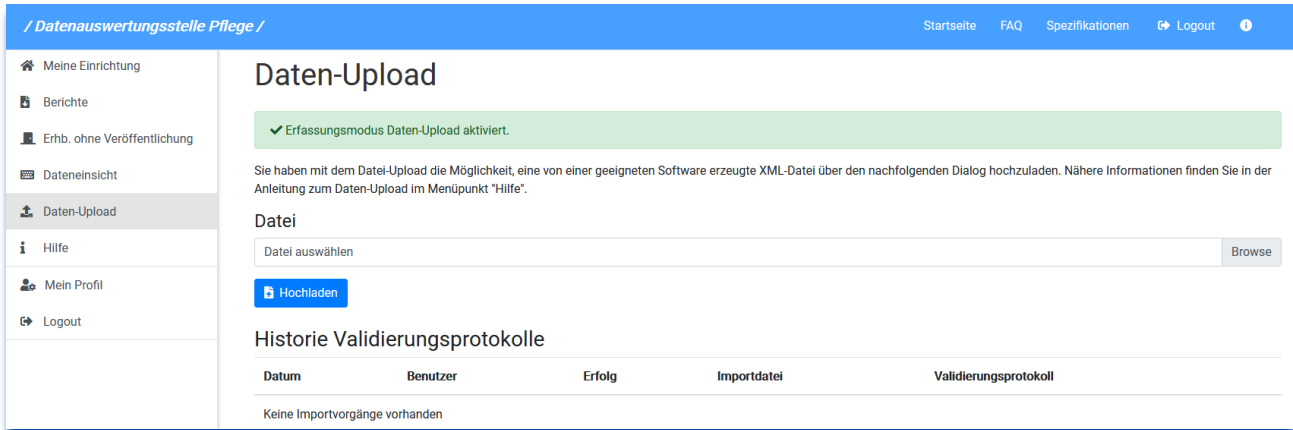 / Datenauswertungsstelle Pflege /
Startseite FAQ Spezifikationen Logout
Meine Einrichtung
Berichte
Erhb. ohne Veröffentlichung
Dateneinsicht
Daten-Upload
Hilfe
Mein Profil
Logout
Daten-Upload
Erfassungsmodus Daten-Upload aktiviert.
Sie haben mit dem Datei-Upload die Möglichkeit, eine von einer geeigneten Software erzeugte XML-Datei über den nachfolgenden Dialog hochzuladen. Nähere Informationen finden Sie in der
Anleitung zum Daten-Upload im Menüpunkt "Hilfe".
Datei
Datei auswählen Browse
Hochladen
Historie Validierungsprotokolle
Datum Benutzer Erfolg Importdatei Validierungsprotokoll
Keine Importvorgänge vorhanden